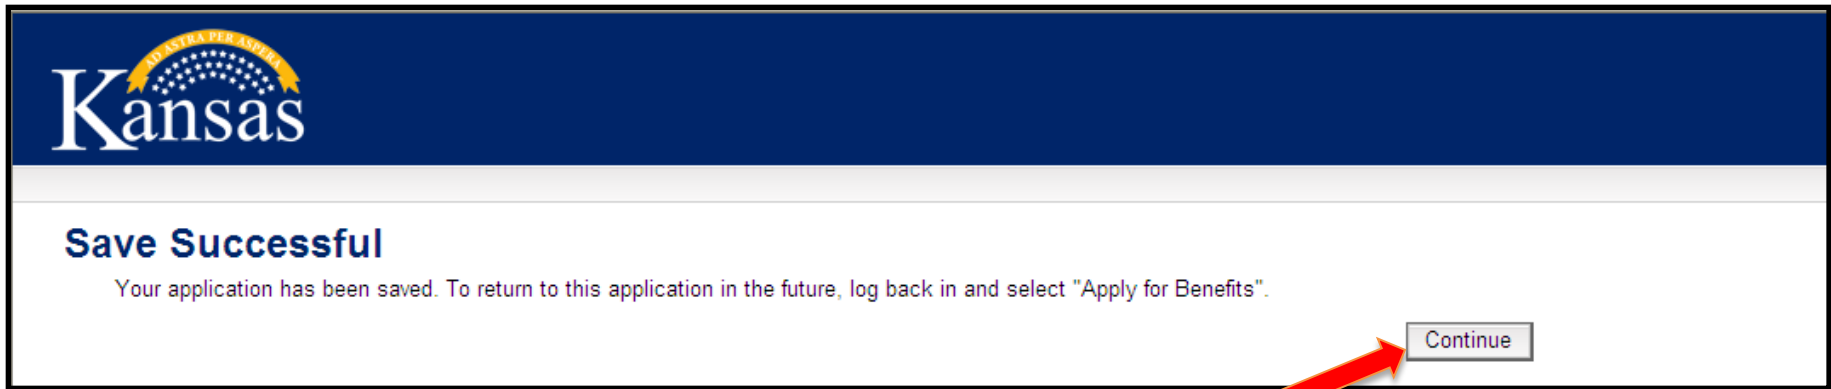 AD ASTRA PER ASPERA
Kansas
Save Successful
Your application has been saved. To return to this application in the future, log back in and select "Apply for Benefits".
Continue